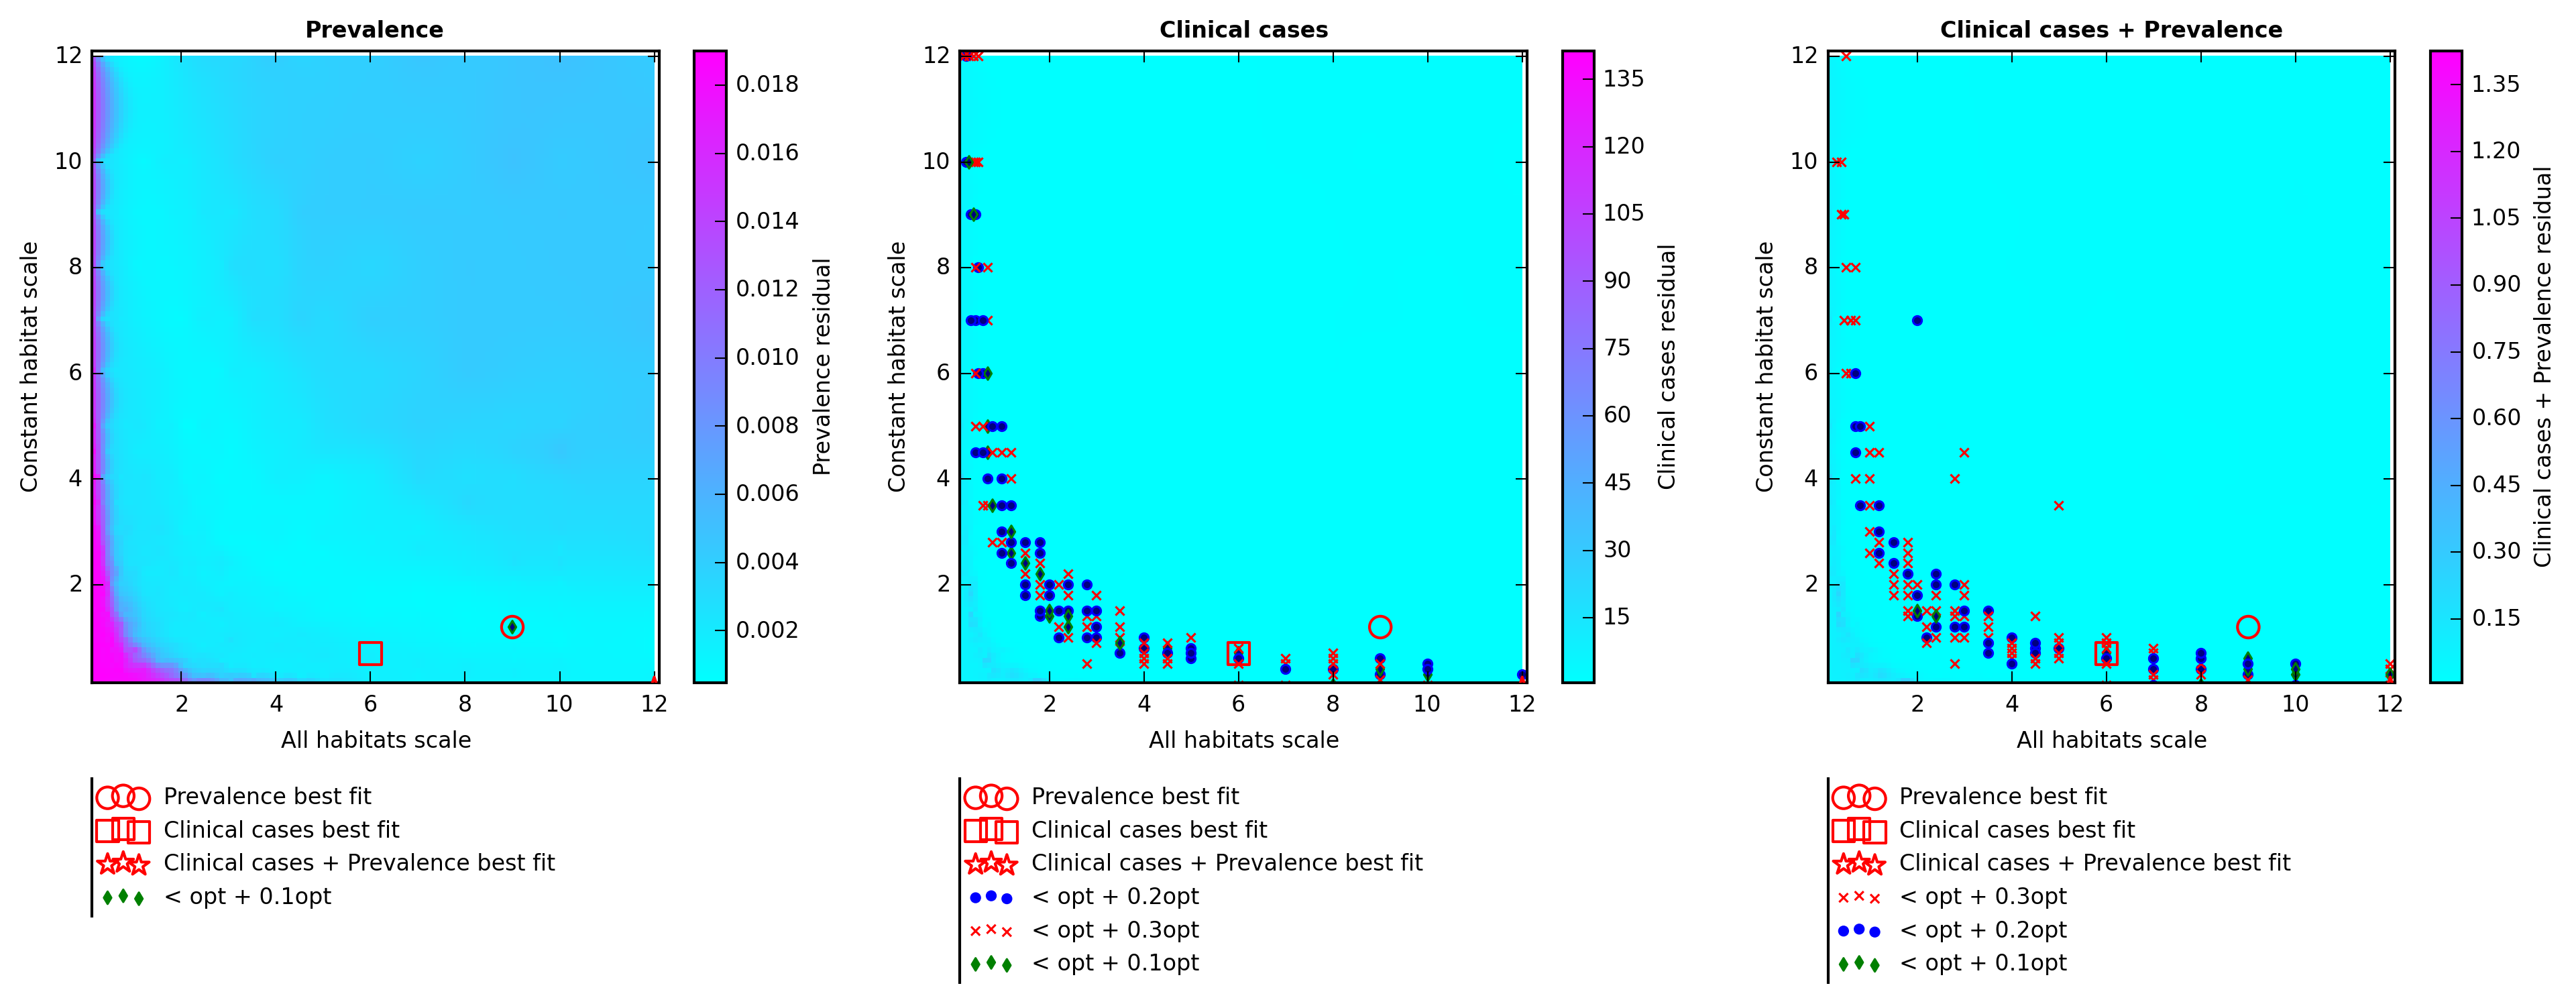 Prevalence
Clinical cases
Clinical cases + Prevalence
12
10
8
6
4
2
Constant habitat scale
2 4 6 8 10 12
All habitats scale
0.018
0.016
0.014
0.012
0.010
0.008
0.006
0.004
0.002
Prevalence residual
12
10
8
6
4
2
Constant habitat scale
2 4 6 8 10 12
All habitats scale
135
120
105
90
75
60
45
30
15
Clinical cases residual
12
10
8
6
4
2
Constant habitat scale
2 4 6 8 10 12
All habitats scale
1.35
1.20
1.05
0.90
0.75
0.60
0.45
0.30
0.15
Clinical cases + Prevalence residual
Prevalence best fit
Clinical cases best fit
Clinical cases + Prevalence best fit
< opt + 0.1opt
Prevalence best fit
Clinical cases best fit
Clinical cases + Prevalence best fit
< opt + 0.2opt
< opt + 0.3opt
< opt + 0.1opt
Prevalence best fit
Clinical cases best fit
Clinical cases + Prevalence best fit
< opt + 0.3opt
< opt + 0.2opt
< opt + 0.1opt